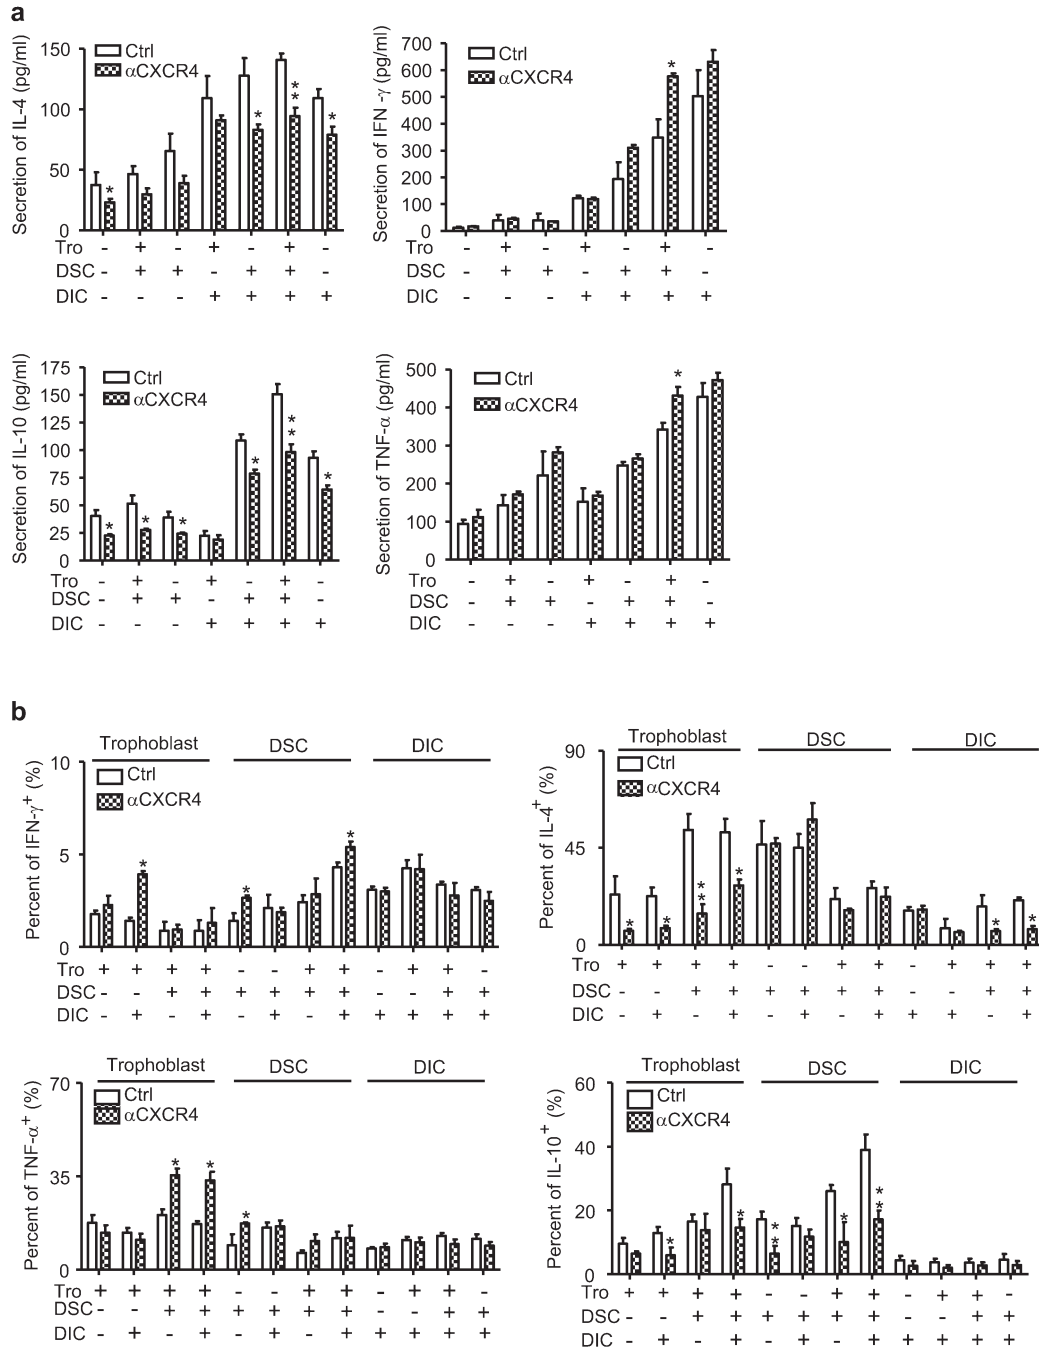 a
Secretion of IL-4 (pg/ml)
150
100
50
0
Ctrl
αCXCR4
*
*
*
*
*
Tro - + - + - + -
DSC - + + - + + -
DIC - - - + + + +
Secretion of IFN -γ (pg/ml)
700
600
500
400
300
200
100
0
Ctrl
αCXCR4
*
Tro - + - + - + -
DSC - + + - + + -
DIC - - - + + + +
Secretion of IL-10 (pg/ml)
175
150
125
100
75
50
25
0
Ctrl
αCXCR4
*
*
*
*
*
*
*
Tro - + - + - + -
DSC - + + - + + -
DIC - - - + + + +
Secretion of TNF-α (pg/ml)
500
400
300
200
100
0
Ctrl
αCXCR4
*
Tro - + - + - + -
DSC - + + - + + -
DIC - - - + + + +
b
Trophoblast DSC DIC
Percent of IFN-γ+ (%)
10
5
0
Ctrl
αCXCR4
*
*
*
Tro + + + + - - + + - + + -
DSC - - + + + + + + - - + +
DIC - + - + - + - + + + + +
Trophoblast DSC DIC
Percent of IL-4+ (%)
90
45
0
Ctrl
αCXCR4
*
*
*
*
*
*
*
Tro + + + + - - + + - + + +
DSC - - + + + + + + - - + +
DIC - + - + - + - + - + - +
Trophoblast DSC DIC
Percent of TNF-α+ (%)
70
35
0
Ctrl
αCXCR4
*
*
*
Tro + + + + - - + + - + + -
DSC - - + + + + + + - - + +
DIC - + - + - + - + + + + +
Trophoblast DSC DIC
Percent of IL-10+ (%)
60
40
20
0
Ctrl
αCXCR4
*
*
*
*
*
*
*
Tro + + + + - - + + - + + -
DSC - - + + + + + + - - + +
DIC - + - + - + - + + + + +